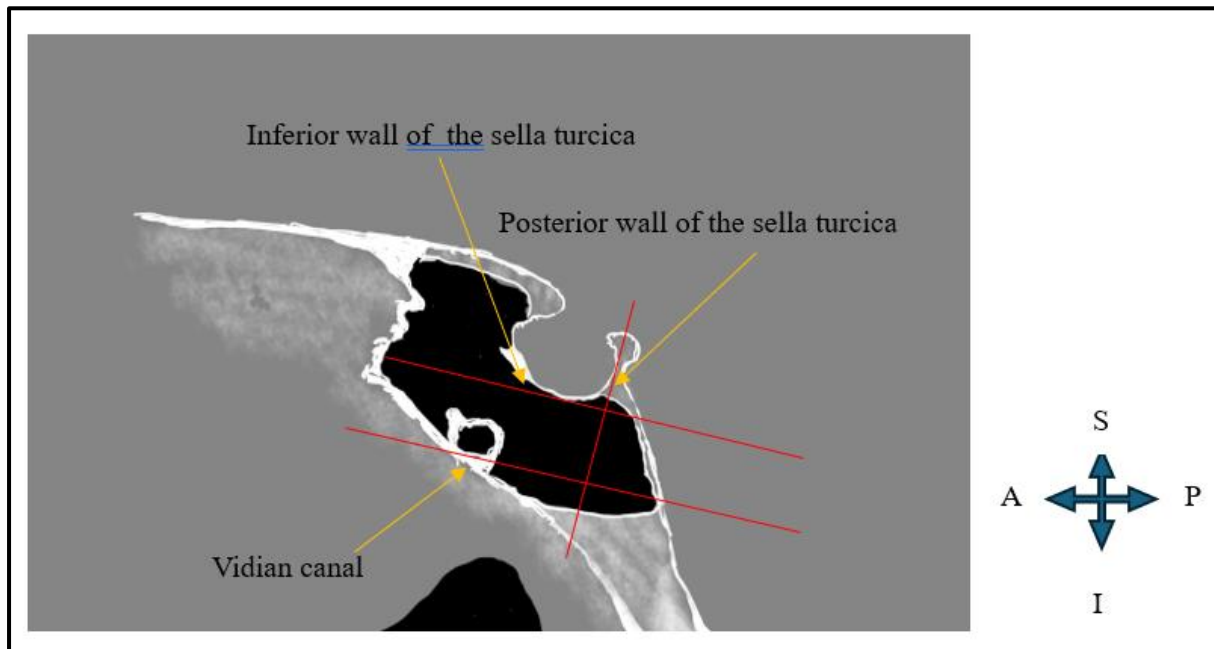 Inferior wall of  the sella turcica
Posterior wall of the sella turcica
S
A
P
Vidian canal
I